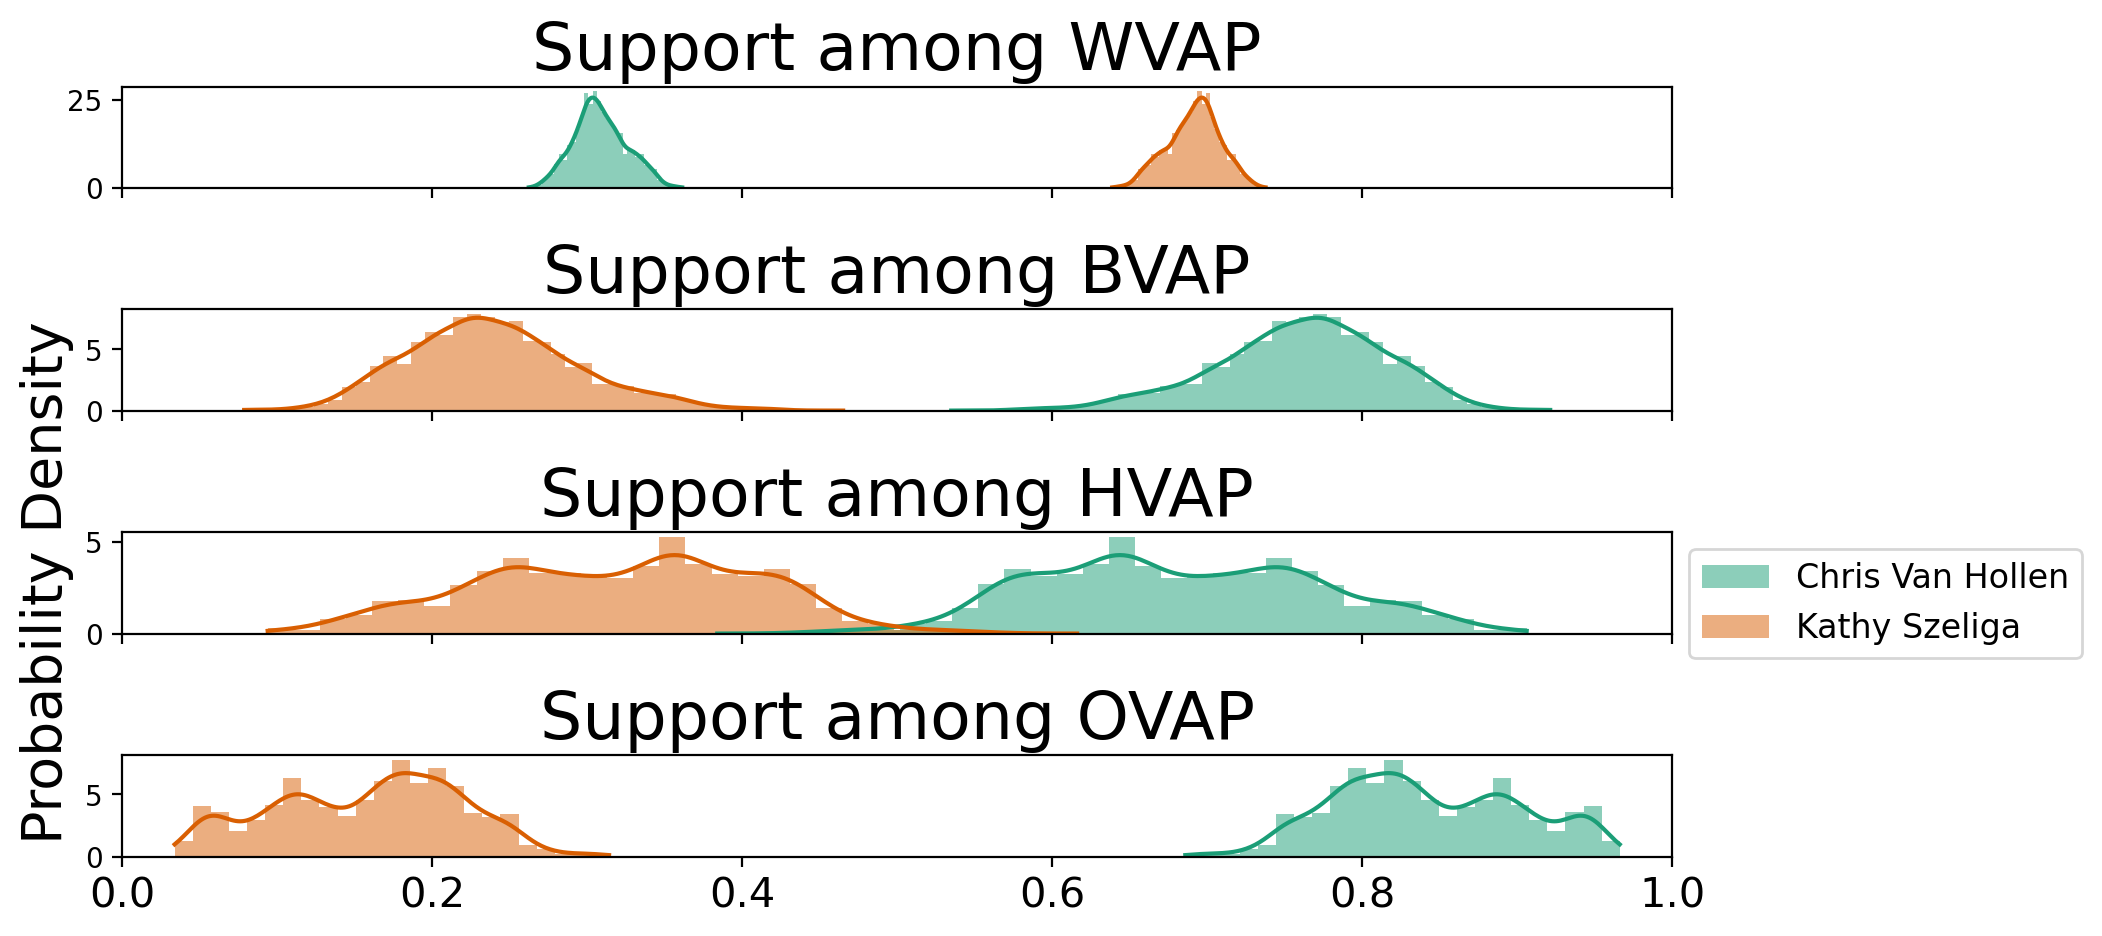 Support among WVAP
25
0
Support among BVAP
5
0
Support among HVAP
5
0
Support among OVAP
5
0
0.0 0.2 0.4 0.6 0.8 1.0
Probability Density
Chris Van Hollen
Kathy Szeliga